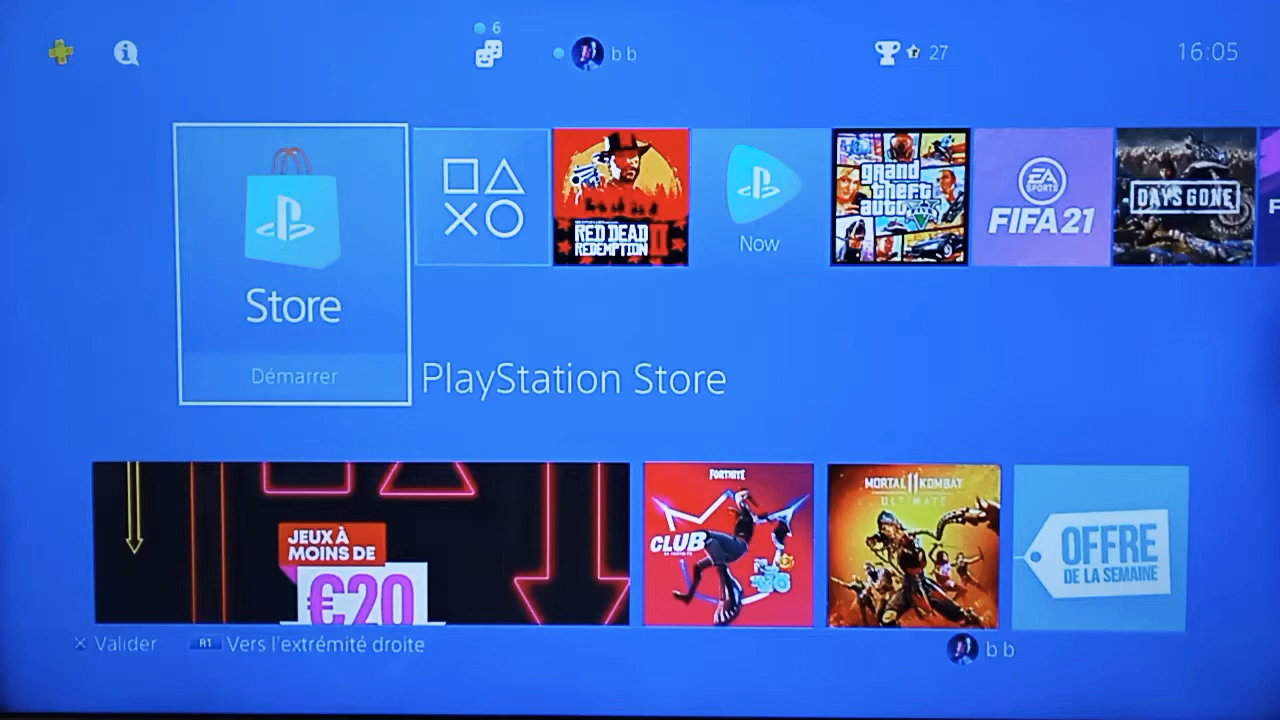 6
b b
27
16:05
Store
Démarrer
PlayStation Store
RED DEAD
REDEMPTION II
Now
grand
theft
auto V
EA
SPORTS
FIFA 21
DAYS GONE
F
JEUX À
MOINS DE
€20
FORTNITE
CLUB
MORTAL KOMBAT 11
ULTIMATE
OFFRE
DE LA SEMAINE
Valider
R1 Vers l'extrémité droite
b b